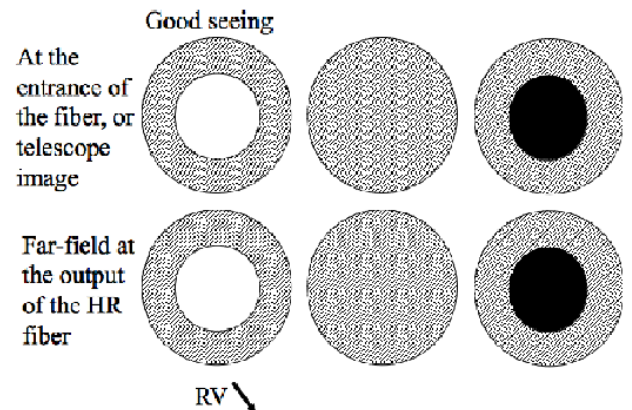 Good seeing
At the
entrance of
the fiber, or
telescope
image
Far-field at
the output
of the HR
fiber
RV